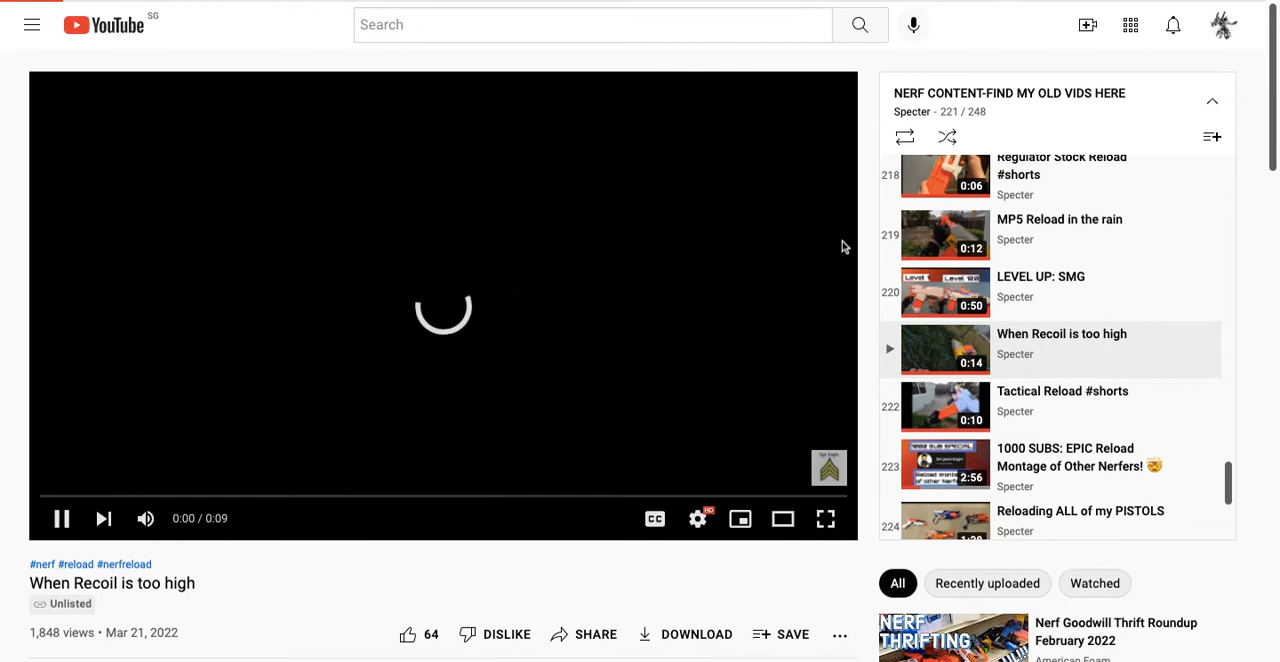 YouTube SG
Search
NERF CONTENT-FIND MY OLD VIDS HERE
Specter - 221 / 248
218
Regulator Stock Reload
#shorts
Specter
0:06
219
MP5 Reload in the rain
Specter
0:12
220
LEVEL UP: SMG
Specter
0:50
When Recoil is too high
Specter
0:14
222
Tactical Reload #shorts
Specter
0:10
223
1000 SUBS: EPIC Reload
Montage of Other Nerfers! 🤯
Specter
2:56
224
Reloading ALL of my PISTOLS
Specter
0:00 / 0:09
CC
HD
#nerf #reload #nerfreload
When Recoil is too high
Unlisted
1,848 views • Mar 21, 2022
64
DISLIKE
SHARE
DOWNLOAD
SAVE
All
Recently uploaded
Watched
NERF
THRIFTING
Nerf Goodwill Thrift Roundup
February 2022
American Foam